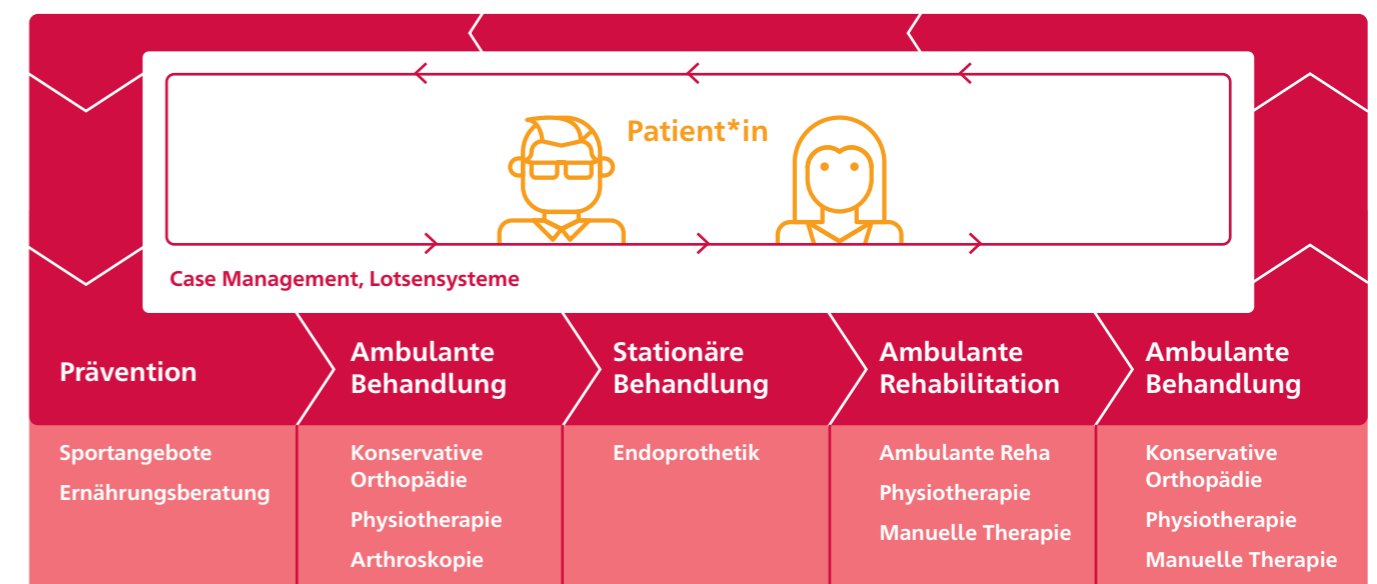 Patient*in
Case Management, Lotsensysteme
Prävention
Ambulante
Behandlung
Stationäre
Behandlung
Ambulante
Rehabilitation
Ambulante
Behandlung
Sportangebote
Ernährungsberatung
Konservative
Orthopädie
Physiotherapie
Arthroskopie
Endoprothetik
Ambulante Reha
Physiotherapie
Manuelle Therapie
Konservative
Orthopädie
Physiotherapie
Manuelle Therapie